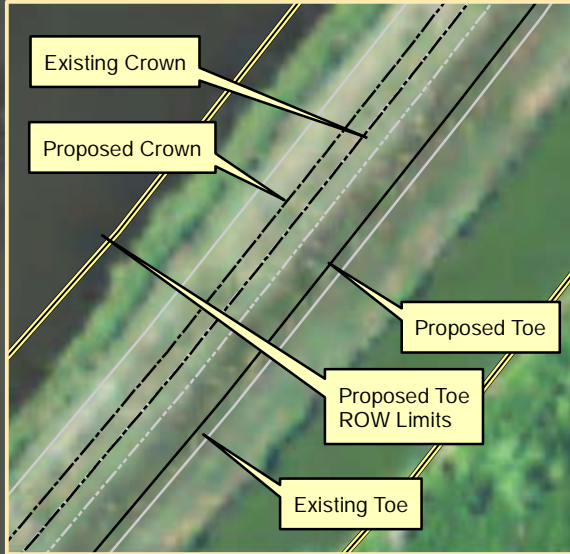 Existing Crown
Proposed Crown
Proposed Toe
Proposed Toe
ROW Limits
Existing Toe